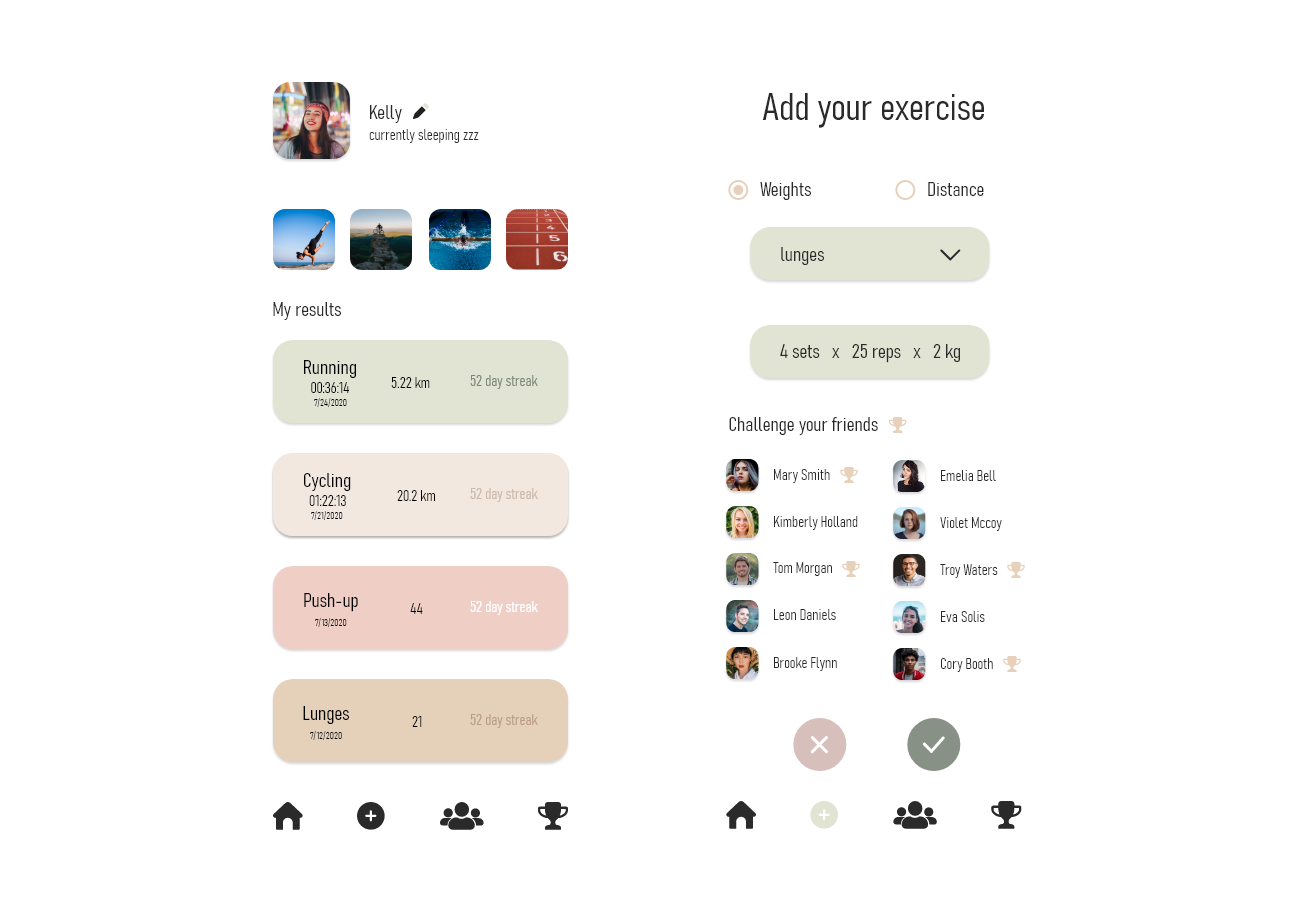 Kelly
currently sleeping zzz
5
6
My results
Running
00:36:14
7/24/2020
5.22 km
52 day streak
Cycling
01:22:13
7/21/2020
20.2 km
52 day streak
Push-up
7/13/2020
44
52 day streak
Lunges
7/12/2020
21
52 day streak
Add your exercise
Weights
Distance
lunges
4 sets x 25 reps x 2 kg
Challenge your friends
Mary Smith
Emelia Bell
Kimberly Holland
Violet Mccoy
Tom Morgan
Troy Waters
Leon Daniels
Eva Solis
Brooke Flynn
Cory Booth